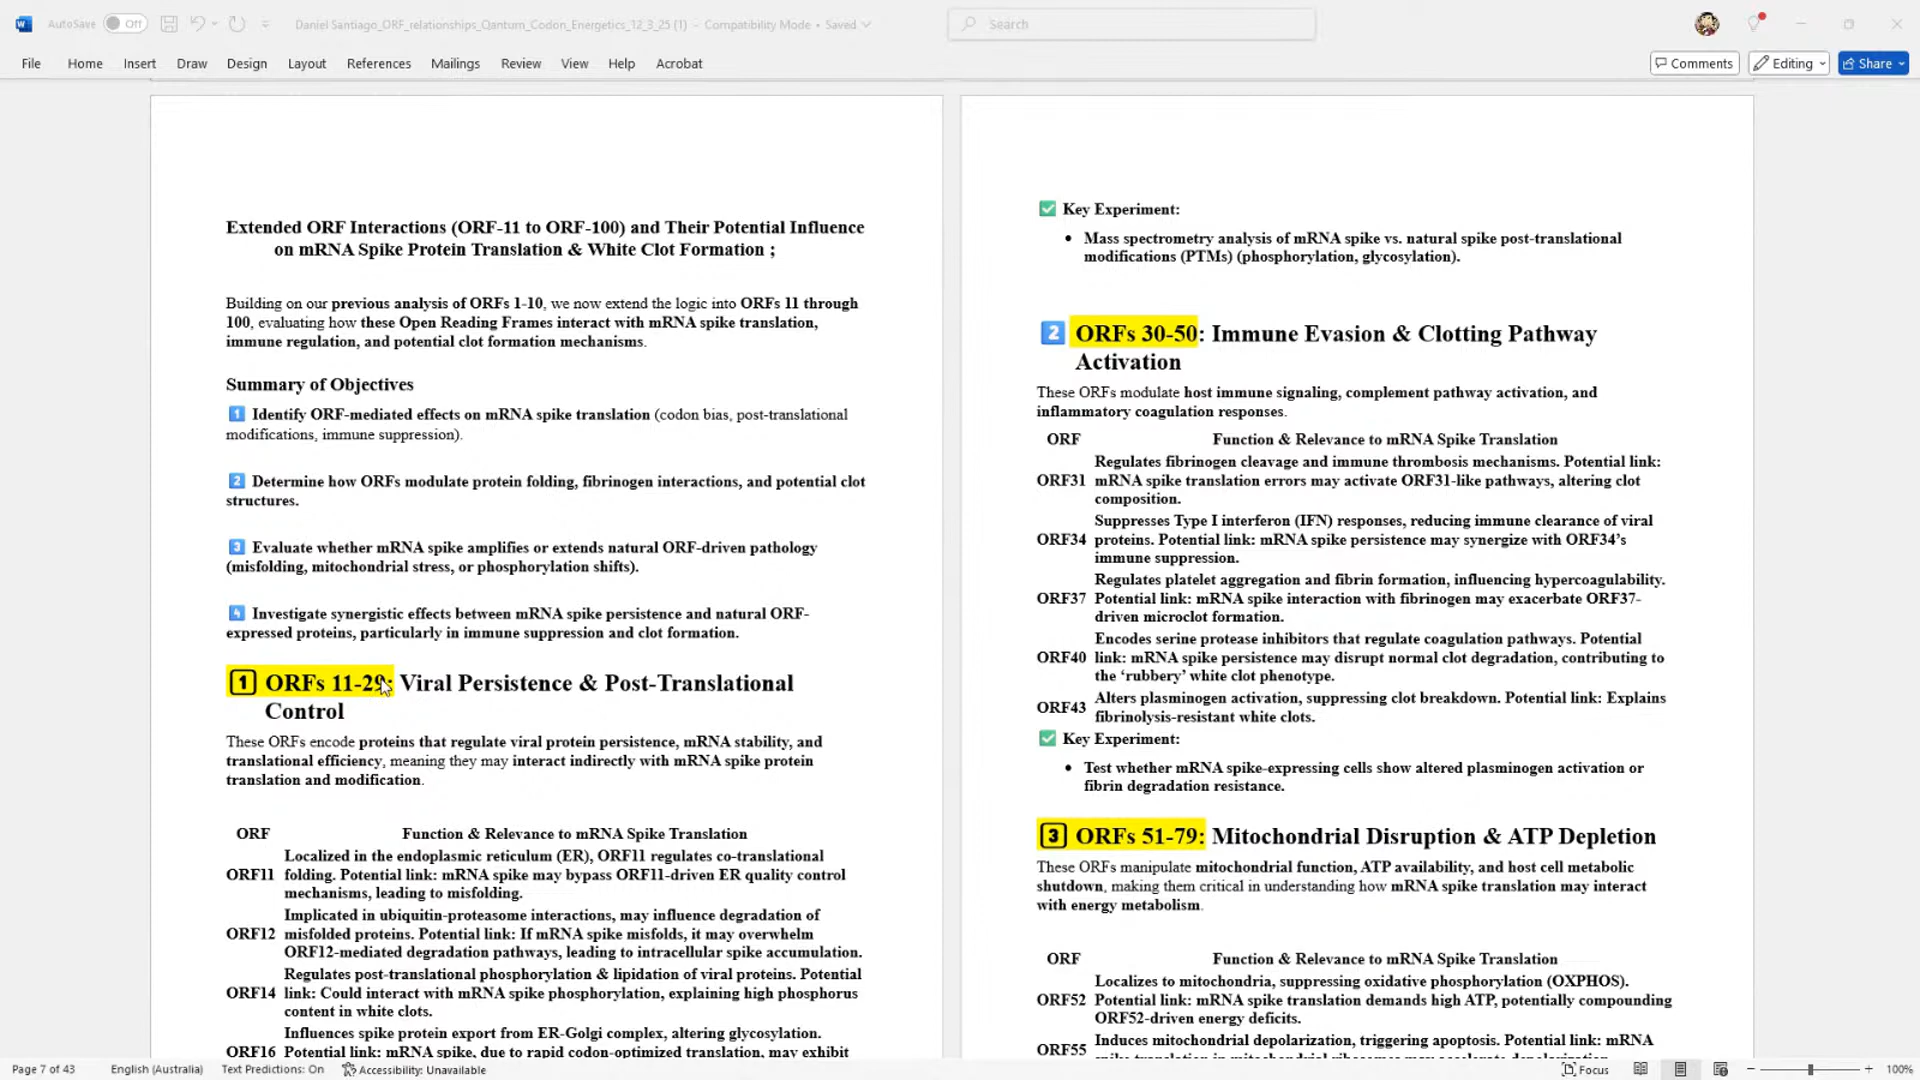 AutoSave Off
Daniel Santiago_ORF_relationships_Qantum_Codon_Energetics_12_3_25 (1) - Compatibility Mode • Saved
Search
File Home Insert Draw Design Layout References Mailings Review View Help Acrobat
Comments Editing Share
Extended ORF Interactions (ORF-11 to ORF-100) and Their Potential Influence
on mRNA Spike Protein Translation & White Clot Formation ;
Building on our previous analysis of ORFs 1-10, we now extend the logic into ORFs 11 through
100, evaluating how these Open Reading Frames interact with mRNA spike translation,
immune regulation, and potential clot formation mechanisms.
Summary of Objectives
1 Identify ORF-mediated effects on mRNA spike translation (codon bias, post-translational
modifications, immune suppression).
2 Determine how ORFs modulate protein folding, fibrinogen interactions, and potential clot
structures.
3 Evaluate whether mRNA spike amplifies or extends natural ORF-driven pathology
(misfolding, mitochondrial stress, or phosphorylation shifts).
4 Investigate synergistic effects between mRNA spike persistence and natural ORF-
expressed proteins, particularly in immune suppression and clot formation.
1 ORFs 11-29: Viral Persistence & Post-Translational
Control
These ORFs encode proteins that regulate viral protein persistence, mRNA stability, and
translational efficiency, meaning they may interact indirectly with mRNA spike protein
translation and modification.
ORF Function & Relevance to mRNA Spike Translation
Localized in the endoplasmic reticulum (ER), ORF11 regulates co-translational
ORF11 folding. Potential link: mRNA spike may bypass ORF11-driven ER quality control
mechanisms, leading to misfolding.
Implicated in ubiquitin-proteasome interactions, may influence degradation of
ORF12 misfolded proteins. Potential link: If mRNA spike misfolds, it may overwhelm
ORF12-mediated degradation pathways, leading to intracellular spike accumulation.
Regulates post-translational phosphorylation & lipidation of viral proteins. Potential
ORF14 link: Could interact with mRNA spike phosphorylation, explaining high phosphorus
content in white clots.
Influences spike protein export from ER-Golgi complex, altering glycosylation.
ORF16 Potential link: mRNA spike, due to rapid codon-optimized translation, may exhibit
Key Experiment:
• Mass spectrometry analysis of mRNA spike vs. natural spike post-translational
modifications (PTMs) (phosphorylation, glycosylation).
2 ORFs 30-50: Immune Evasion & Clotting Pathway
Activation
These ORFs modulate host immune signaling, complement pathway activation, and
inflammatory coagulation responses.
ORF Function & Relevance to mRNA Spike Translation
Regulates fibrinogen cleavage and immune thrombosis mechanisms. Potential link:
ORF31 mRNA spike translation errors may activate ORF31-like pathways, altering clot
composition.
Suppresses Type I interferon (IFN) responses, reducing immune clearance of viral
ORF34 proteins. Potential link: mRNA spike persistence may synergize with ORF34’s
immune suppression.
Regulates platelet aggregation and fibrin formation, influencing hypercoagulability.
ORF37 Potential link: mRNA spike interaction with fibrinogen may exacerbate ORF37-
driven microclot formation.
Encodes serine protease inhibitors that regulate coagulation pathways. Potential
ORF40 link: mRNA spike persistence may disrupt normal clot degradation, contributing to
the ‘rubbery’ white clot phenotype.
Alters plasminogen activation, suppressing clot breakdown. Potential link: Explains
ORF43 fibrinolysis-resistant white clots.
Key Experiment:
• Test whether mRNA spike-expressing cells show altered plasminogen activation or
fibrin degradation resistance.
3 ORFs 51-79: Mitochondrial Disruption & ATP Depletion
These ORFs manipulate mitochondrial function, ATP availability, and host cell metabolic
shutdown, making them critical in understanding how mRNA spike translation may interact
with energy metabolism.
ORF Function & Relevance to mRNA Spike Translation
Localizes to mitochondria, suppressing oxidative phosphorylation (OXPHOS).
ORF52 Potential link: mRNA spike translation demands high ATP, potentially compounding
ORF52-driven energy deficits.
Induces mitochondrial depolarization, triggering apoptosis. Potential link: mRNA
ORF55
Page 7 of 43 English (Australia) Text Predictions: On Accessibility: Unavailable Focus 100%